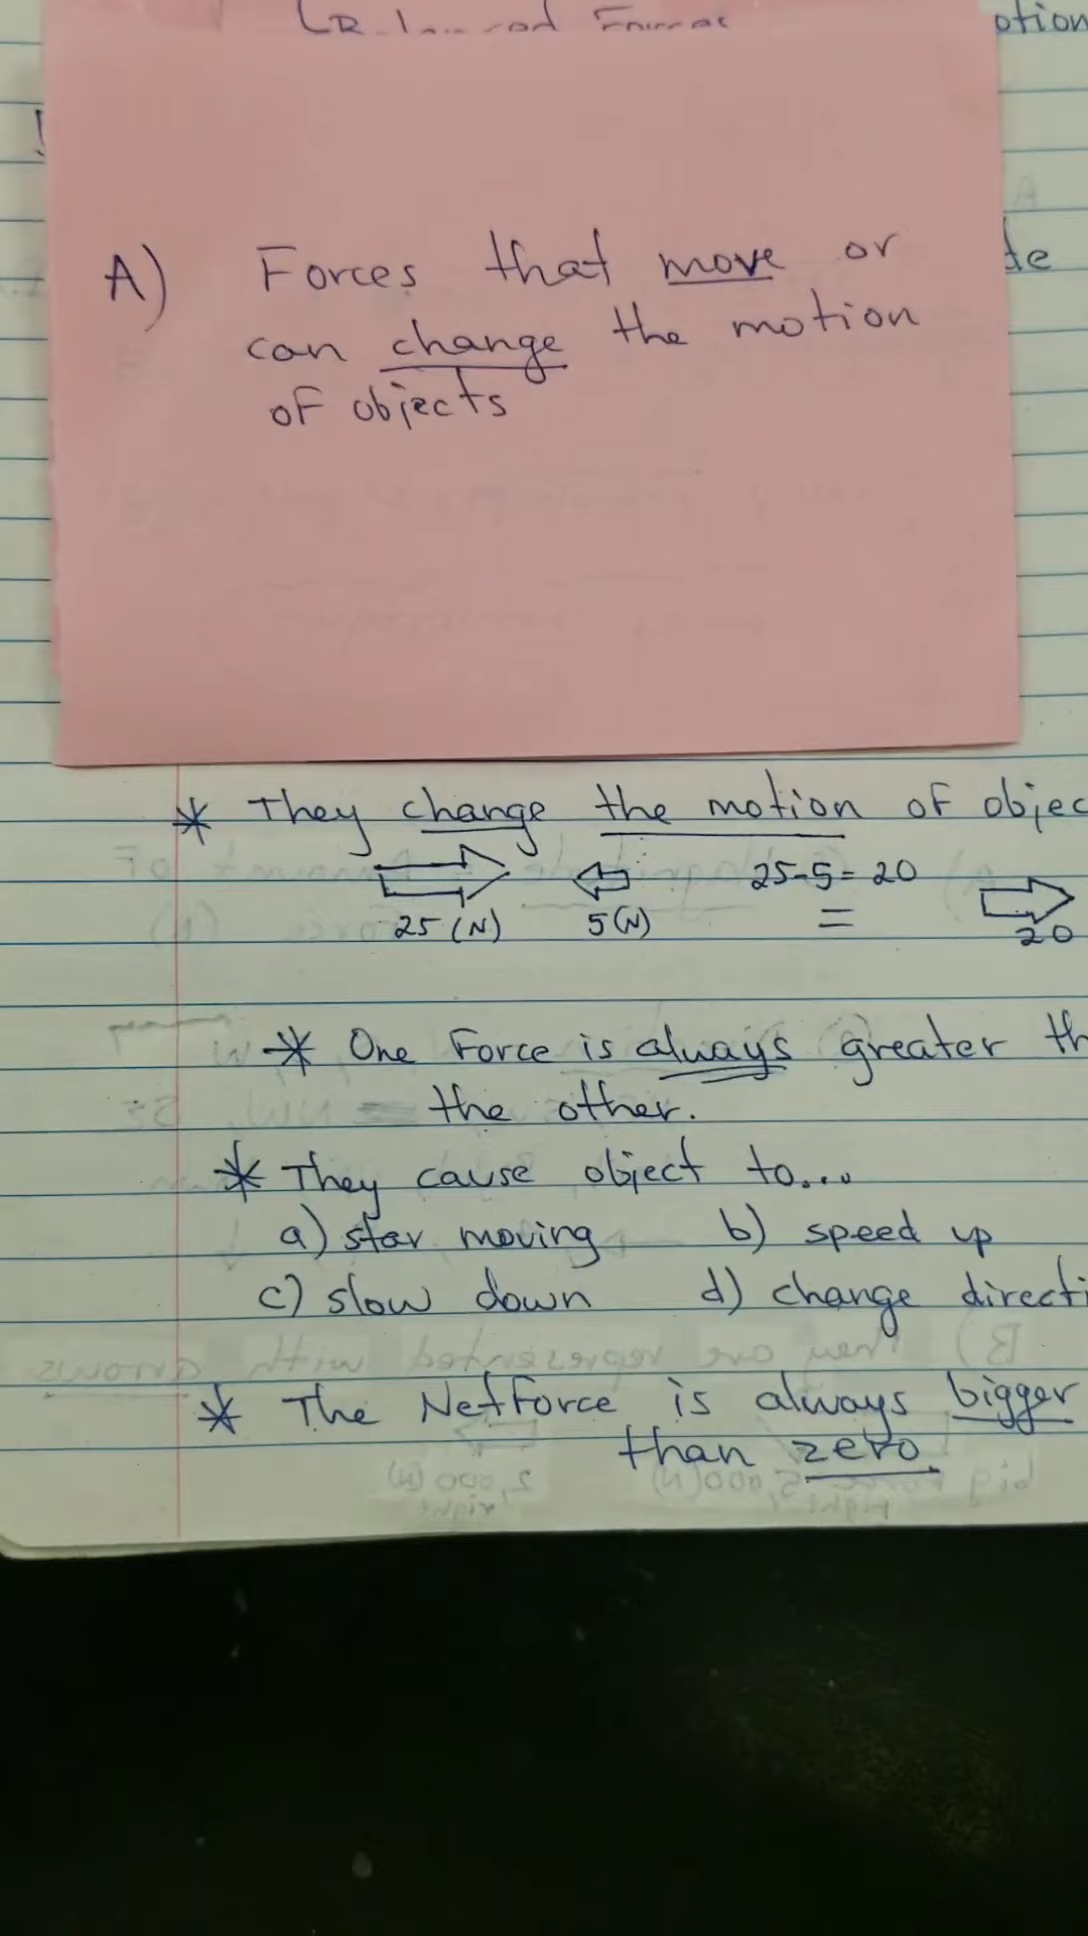 otion
A) Forces that move or
can change the motion
of objects
de
* They change the motion of objec
25 (N) 5 (N) 25-5= 20
=
20
* One Force is always greater th
the other.
* They cause object to...
a) star moving b) speed up
c) slow down d) change directi
* The NetForce is always bigger
than zero.